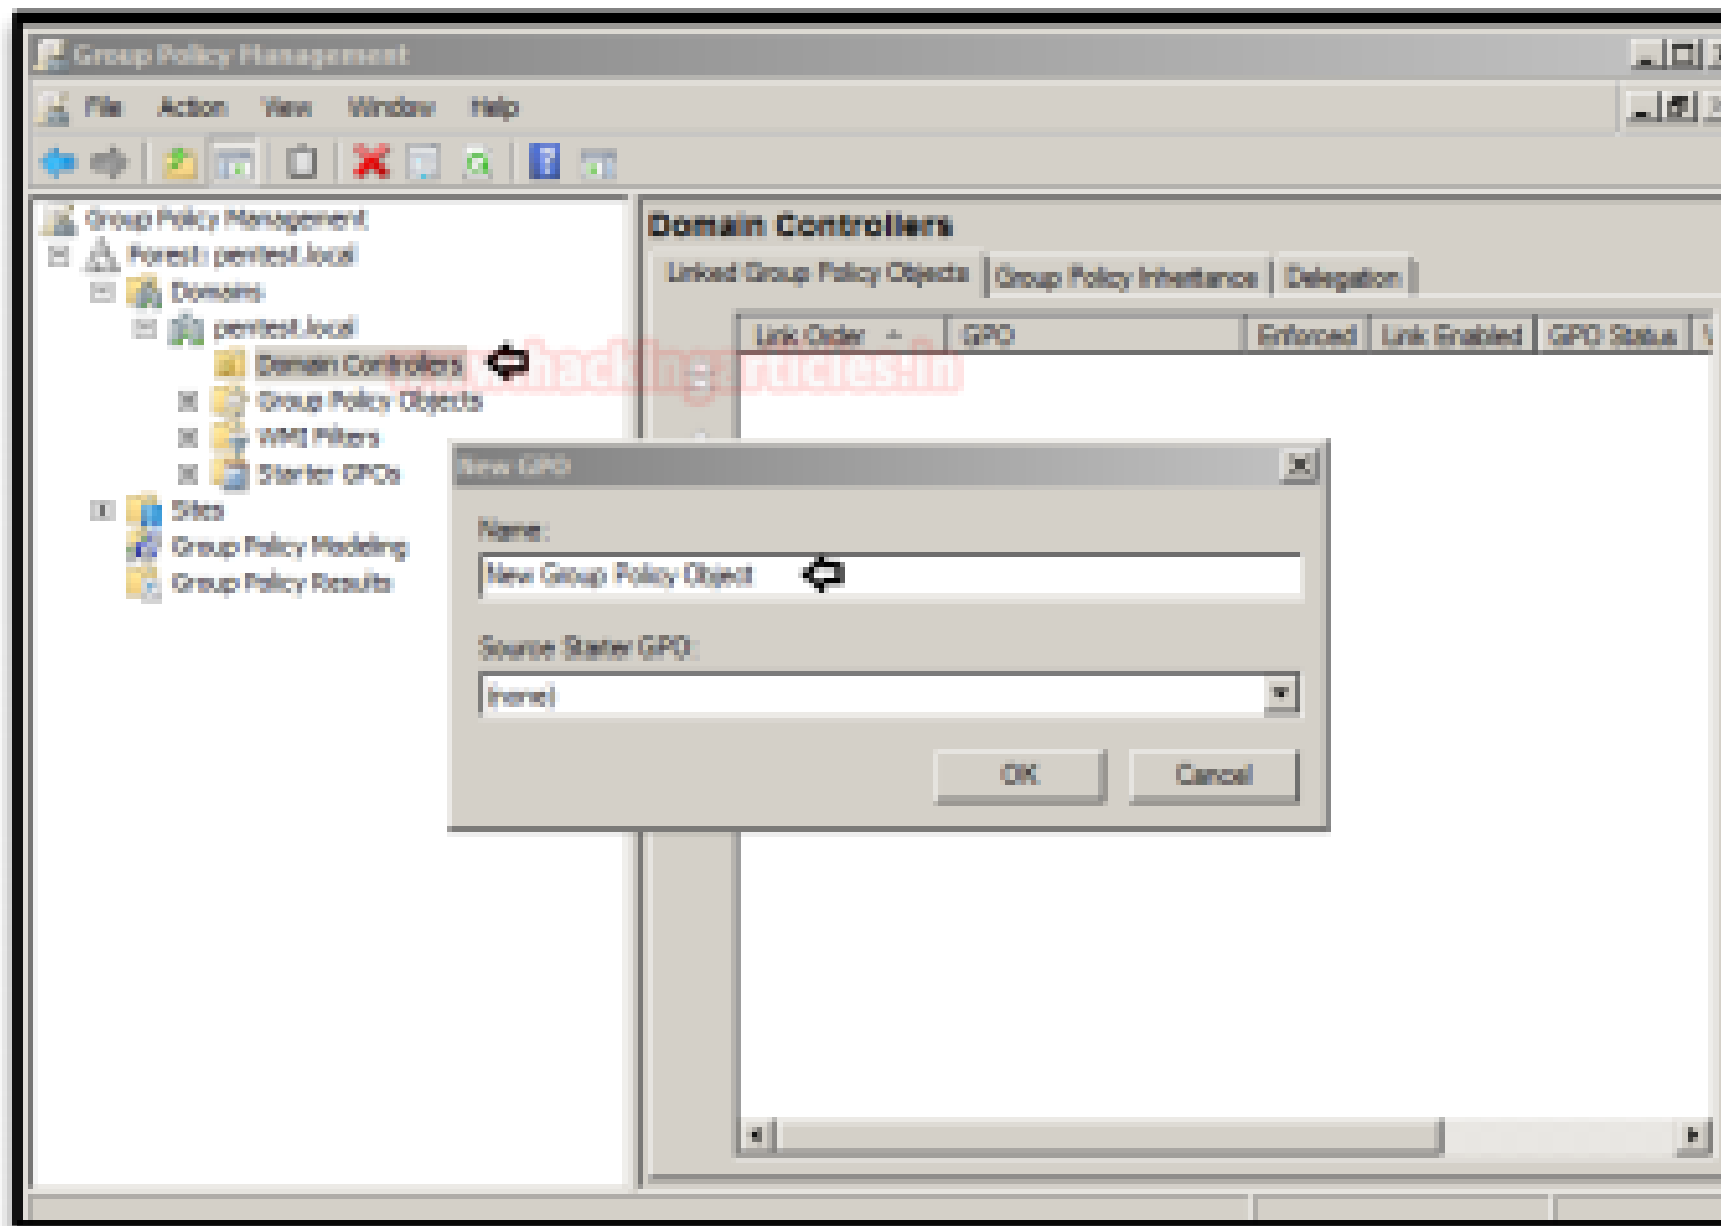 Group Policy Management
File Action View Window Help
Group Policy Management
Forest: pentest.local
Domains
pentest.local
Domain Controllers
Group Policy Objects
WMI Filters
Starter GPOs
Sites
Group Policy Modeling
Group Policy Results
Domain Controllers
Linked Group Policy Objects Group Policy Inheritance Delegation
Link Order GPO Enforced Link Enabled GPO Status
www.hackingarticles.in
New GPO
Name:
New Group Policy Object
Source Starter GPO:
(none)
OK Cancel